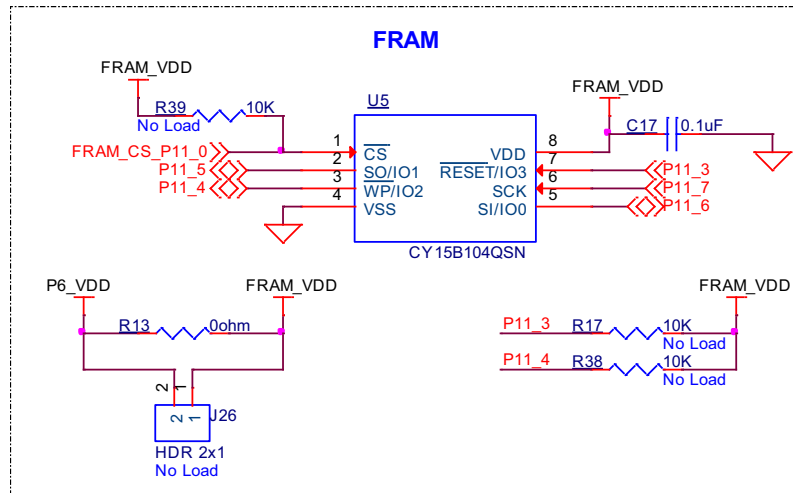 FRAM
FRAM_VDD
R39 10K
No Load
FRAM_CS_P11_0
P11_5
P11_4
1
2
3
4
U5
CS
SO/IO1
WP/IO2
VSS
VDD
RESET/IO3
SCK
SI/IO0
CY15B104QSN
8
7
6
5
FRAM_VDD
C17 0.1uF
P11_3
P11_7
P11_6
P6_VDD
FRAM_VDD
R13 0ohm
2 1
2 1
J26
HDR 2x1
No Load
FRAM_VDD
P11_3 R17 10K
No Load
P11_4 R38 10K
No Load